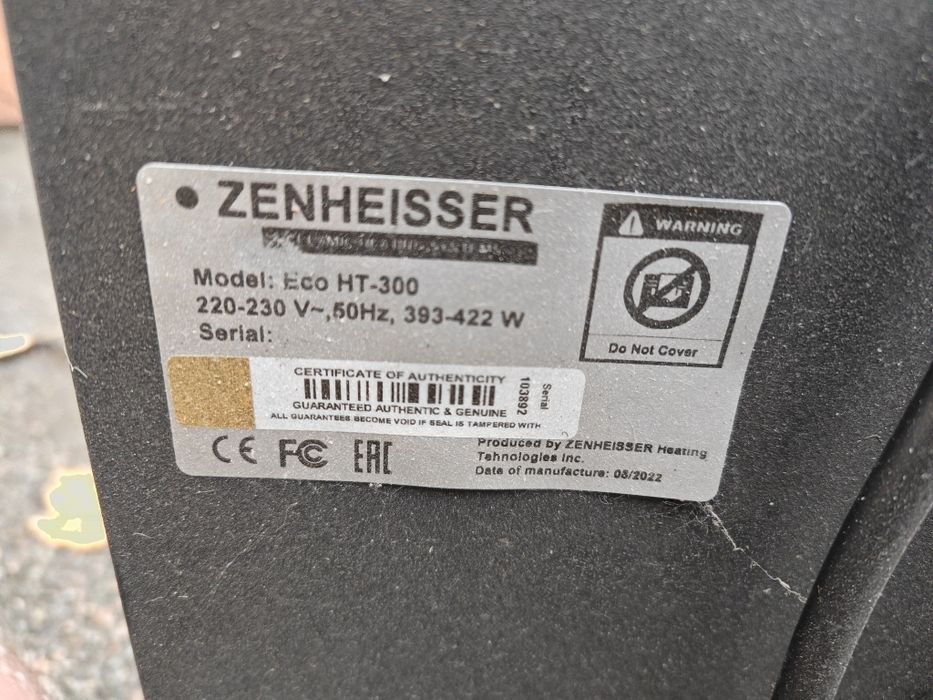 ZENHEISSER
WARNING
Model: Eco HT-300
220-230 V~,50Hz, 393-422 W
Serial:
Do Not Cover
CERTIFICATE OF AUTHENTICITY
GUARANTEED AUTHENTIC & GENUINE
ALL GUARANTEES BECOME VOID IF SEAL IS TAMPERED WITH
Serial
103892
CE FC EAC
Produced by ZENHEISSER Heating
Tehnologies Inc.
Date of manufacture: 05/2022